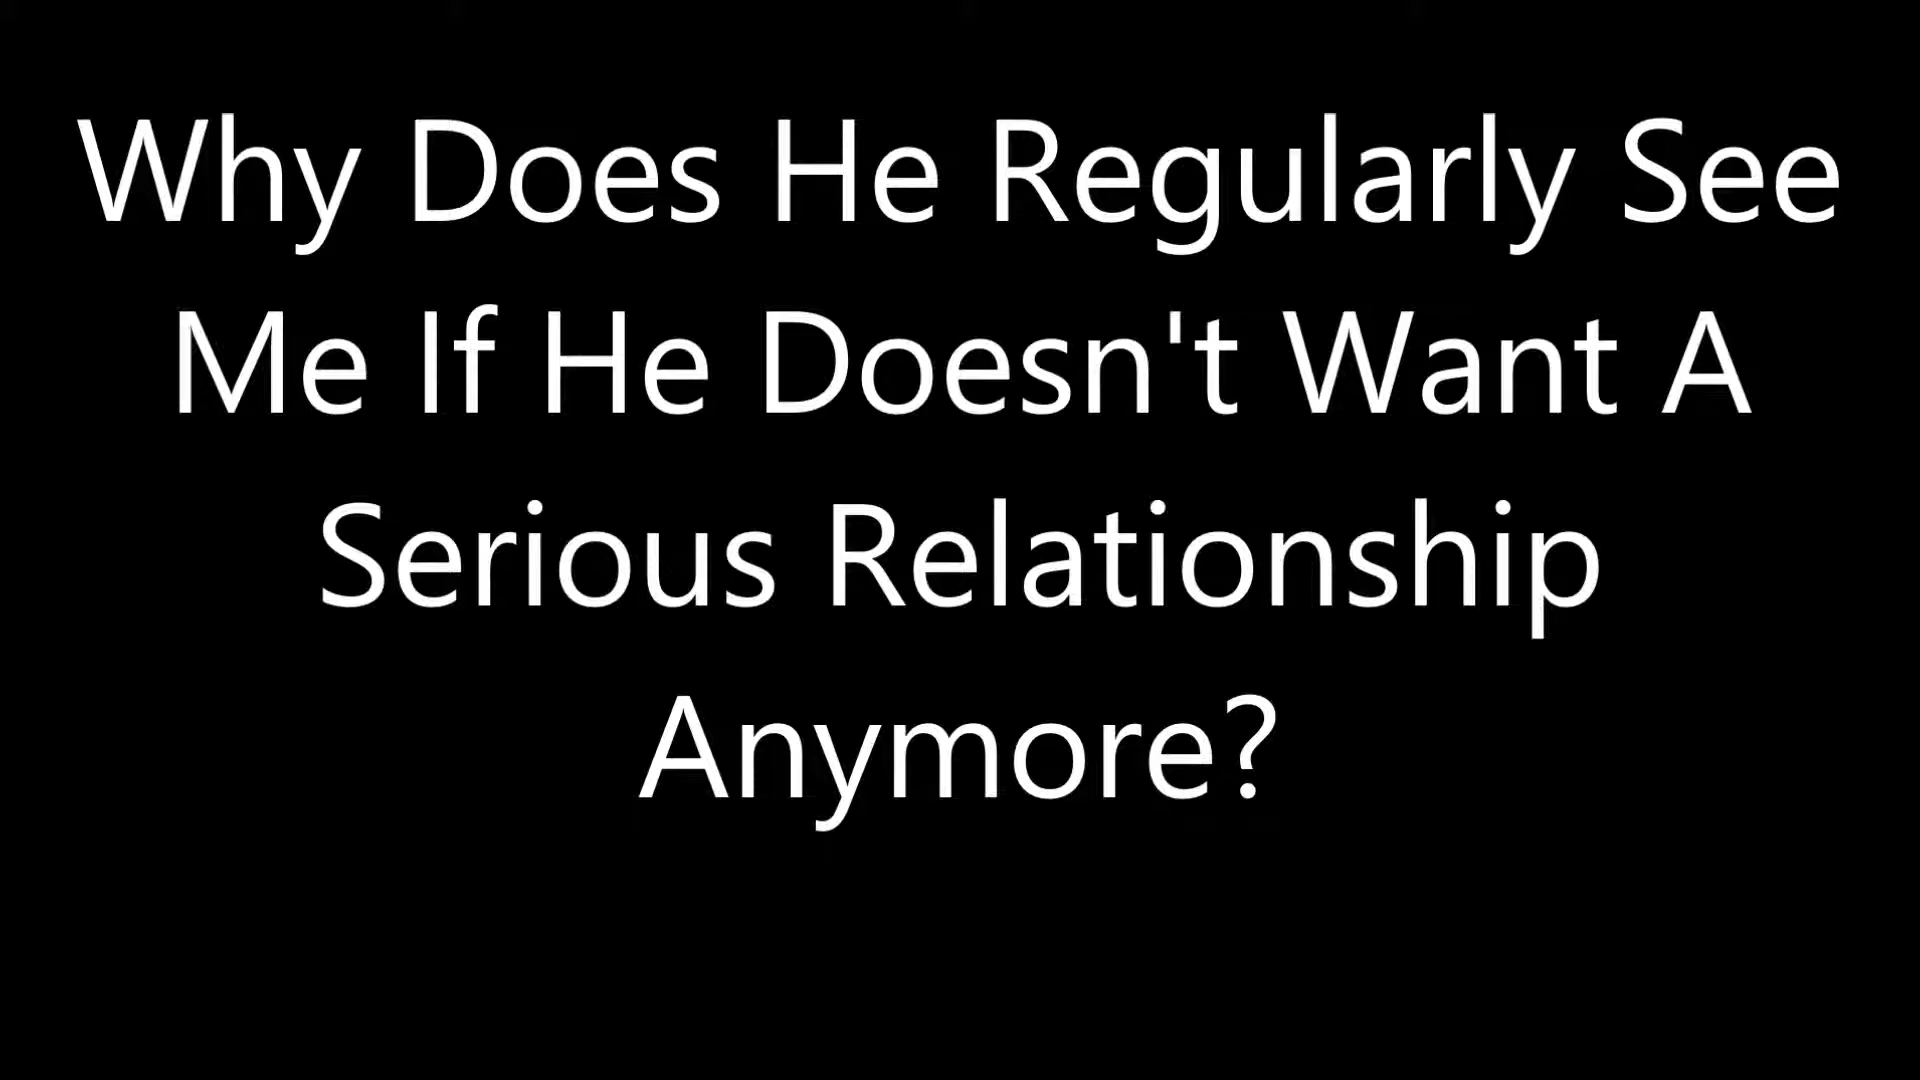 Why Does He Regularly See
Me If He Doesn't Want A
Serious Relationship
Anymore?